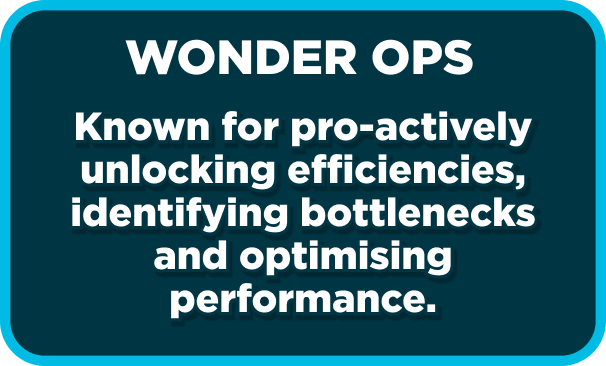 WONDER OPS
Known for pro-actively
unlocking efficiencies,
identifying bottlenecks
and optimising
performance.